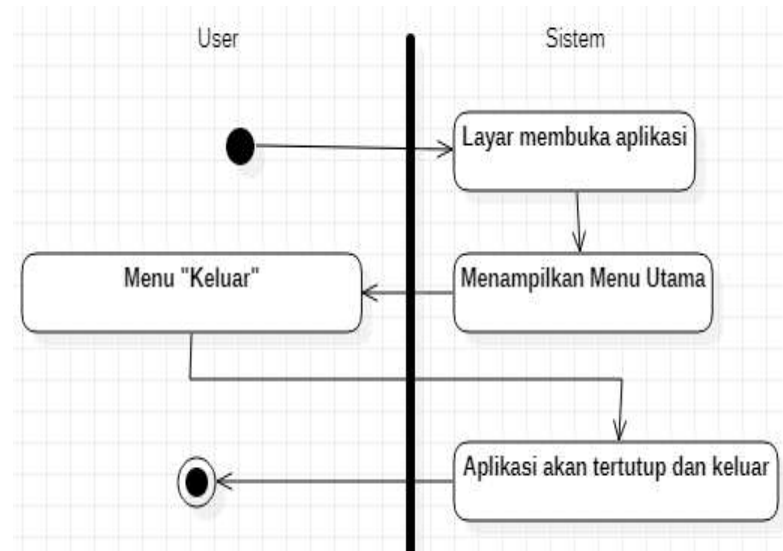 User
Sistem
Layar membuka aplikasi
Menu "Keluar"
Menampilkan Menu Utama
Aplikasi akan tertutup dan keluar